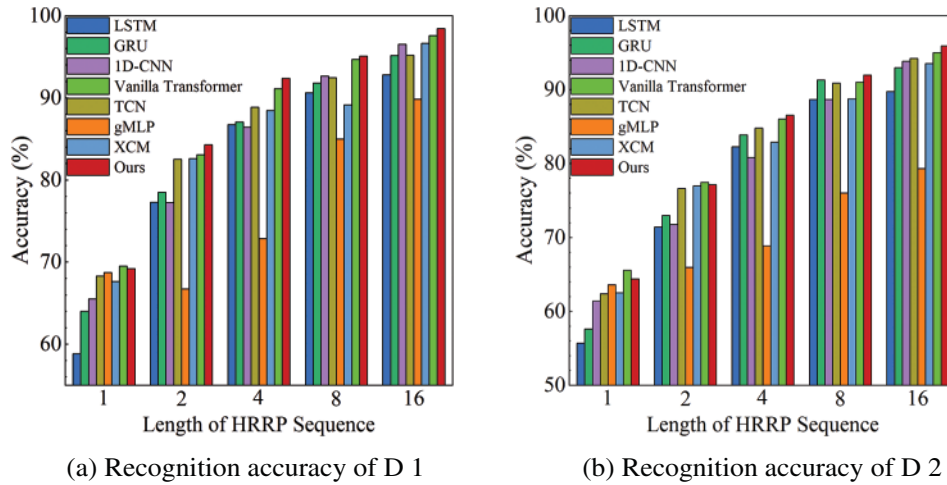 100
90
80
70
60
Accuracy (%)
LSTM
GRU
1D-CNN
Vanilla Transformer
TCN
gMLP
XCM
Ours
1 2 4 8 16
Length of HRRP Sequence
(a) Recognition accuracy of D 1
100
90
80
70
60
50
Accuracy (%)
LSTM
GRU
1D-CNN
Vanilla Transformer
TCN
gMLP
XCM
Ours
1 2 4 8 16
Length of HRRP Sequence
(b) Recognition accuracy of D 2